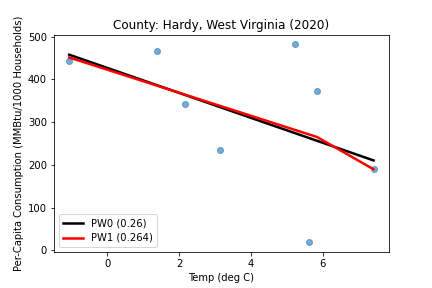 County: Hardy, West Virginia (2020)
Per-Capita Consumption (MMBtu/1000 Households)
500
400
300
200
100
0
PW0 (0.26)
PW1 (0.264)
0 2 4 6
Temp (deg C)